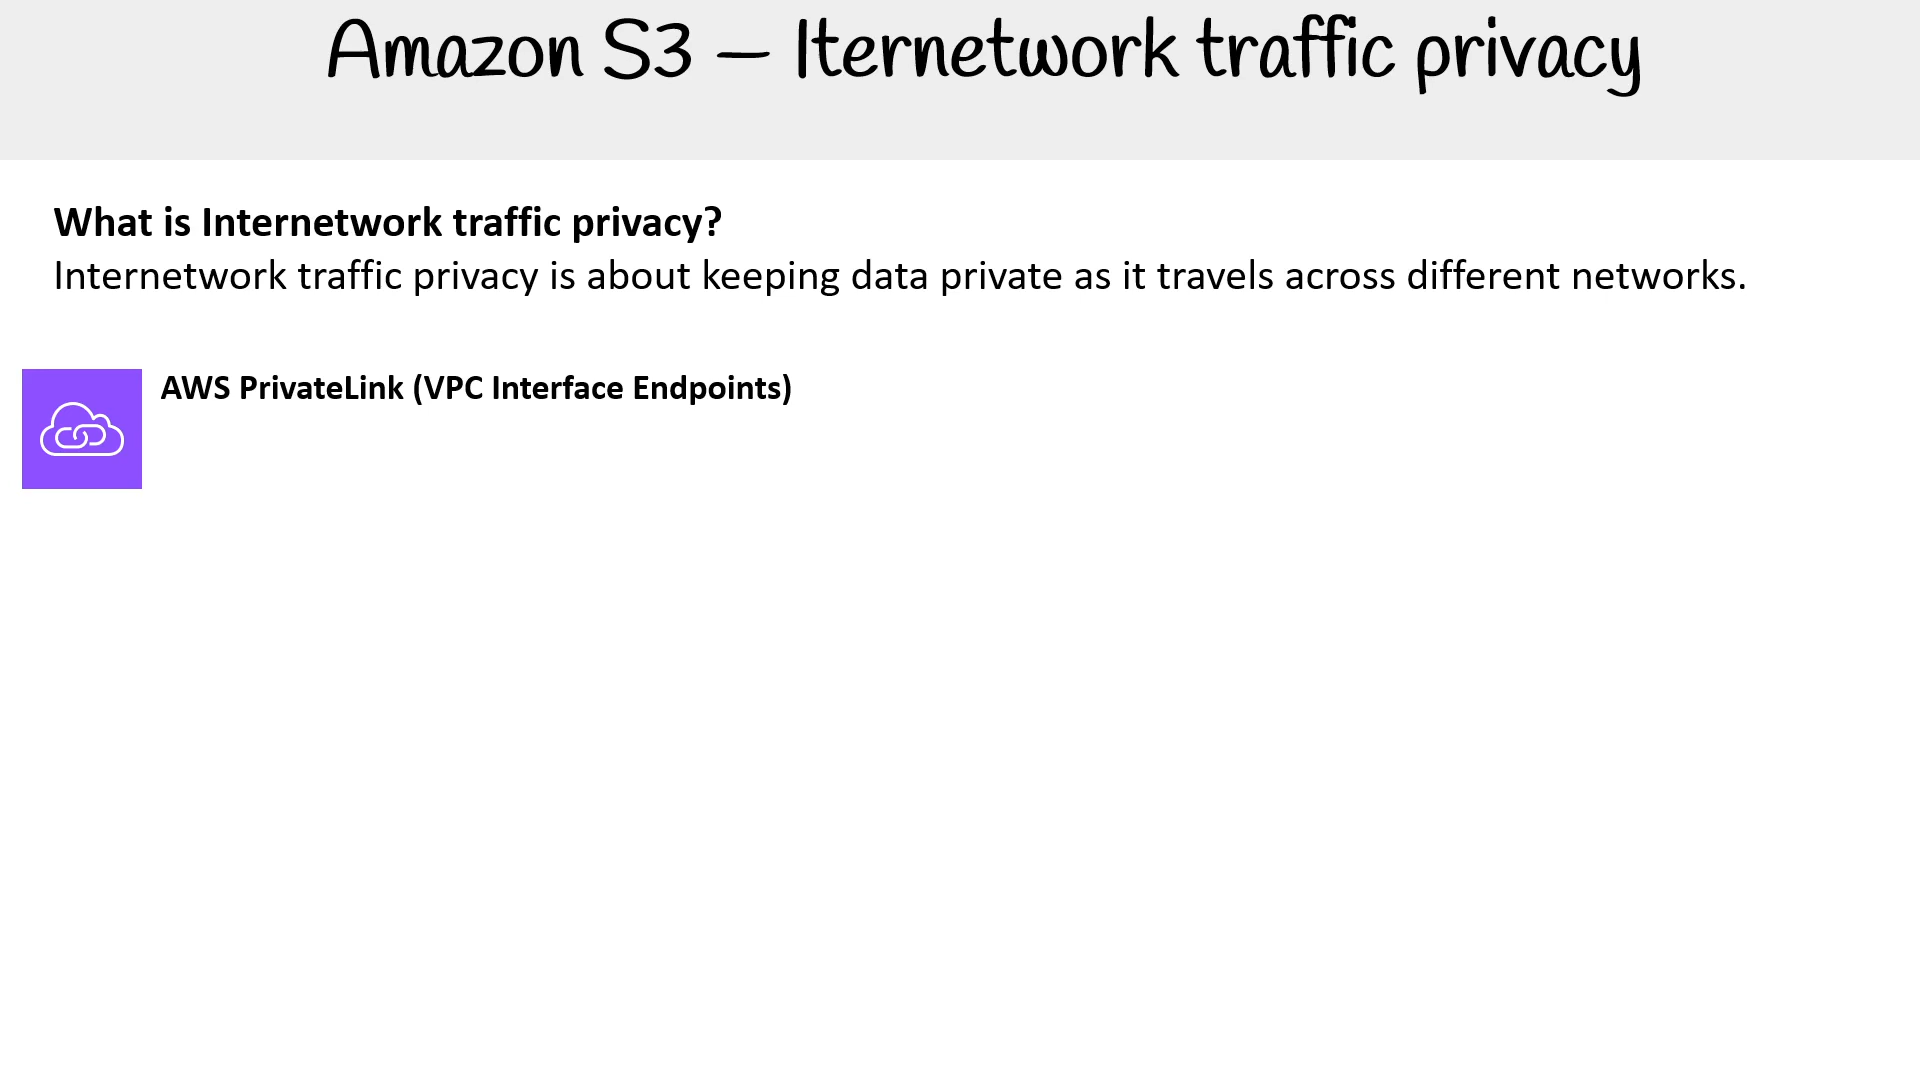 Amazon S3 – Iternetwork traffic privacy
What is Internetwork traffic privacy?
Internetwork traffic privacy is about keeping data private as it travels across different networks.
AWS PrivateLink (VPC Interface Endpoints)